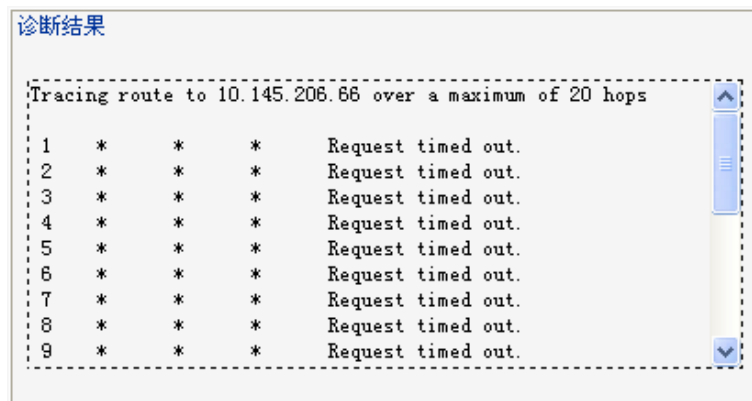 诊断结果
Tracing route to 10.145.206.66 over a maximum of 20 hops
1 * * * Request timed out.
2 * * * Request timed out.
3 * * * Request timed out.
4 * * * Request timed out.
5 * * * Request timed out.
6 * * * Request timed out.
7 * * * Request timed out.
8 * * * Request timed out.
9 * * * Request timed out.